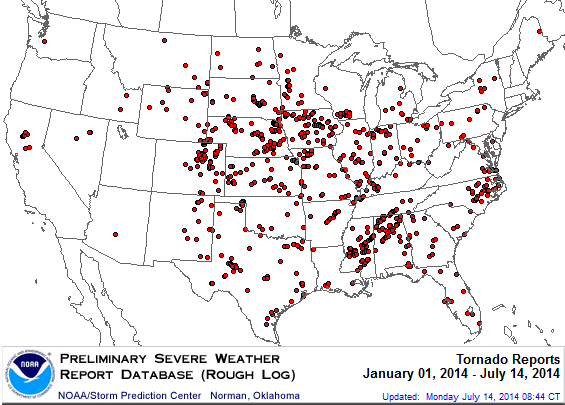 PRELIMINARY SEVERE WEATHER
REPORT DATABASE (ROUGH LOG)
NOAA/Storm Prediction Center Norman, Oklahoma
Tornado Reports
January 01, 2014 - July 14, 2014
Updated: Monday July 14, 2014 08:44 CT
NOAA